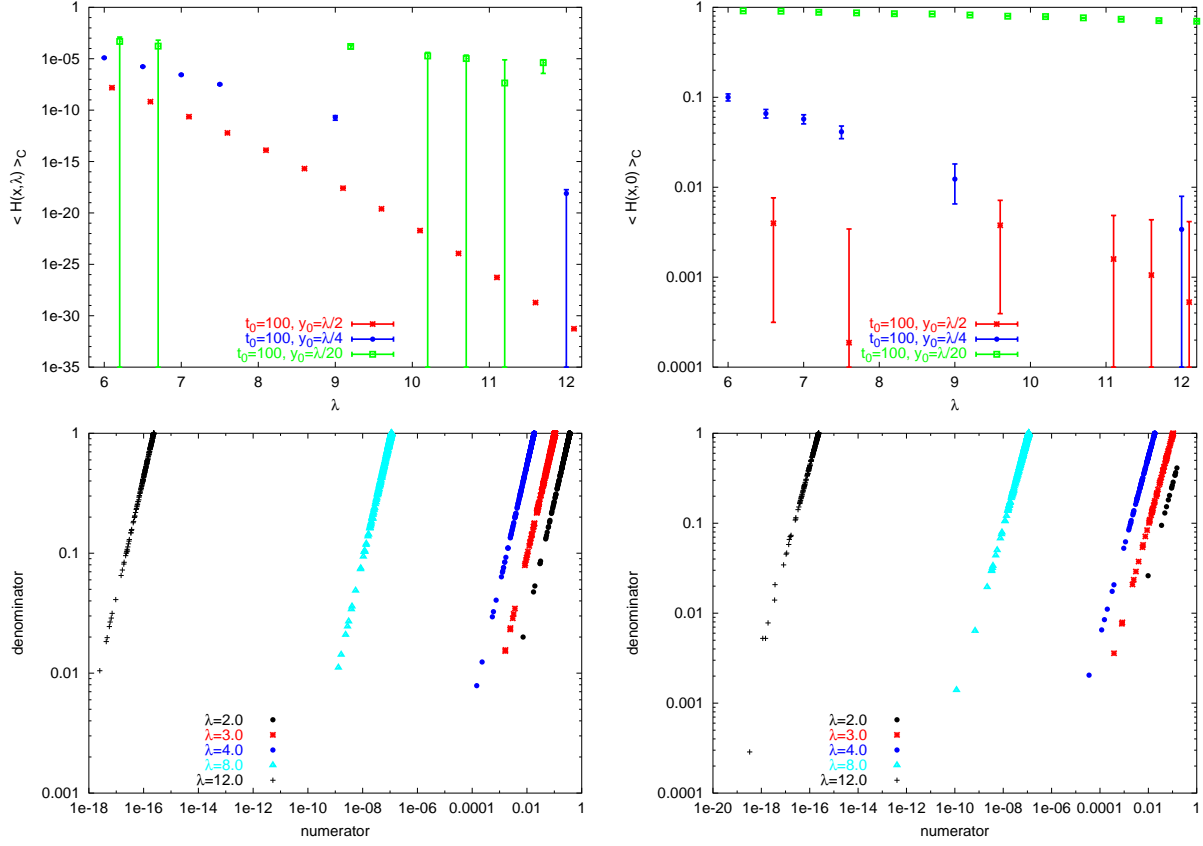 < H(x,λ) >C
1e-05
1e-10
1e-15
1e-20
1e-25
1e-30
1e-35
6 7 8 9 10 11 12
λ
t0=100, y0=λ/2
t0=100, y0=λ/4
t0=100, y0=λ/20
< H(x,0) >C
1
0.1
0.01
0.001
0.0001
6 7 8 9 10 11 12
λ
t0=100, y0=λ/2
t0=100, y0=λ/4
t0=100, y0=λ/20
denominator
1
0.1
0.01
0.001
1e-18 1e-16 1e-14 1e-12 1e-10 1e-08 1e-06 0.0001 0.01 1
numerator
λ=2.0
λ=3.0
λ=4.0
λ=8.0
λ=12.0
denominator
1
0.1
0.01
0.001
0.0001
1e-20 1e-18 1e-16 1e-14 1e-12 1e-10 1e-08 1e-06 0.0001 0.01 1
numerator
λ=2.0
λ=3.0
λ=4.0
λ=8.0
λ=12.0